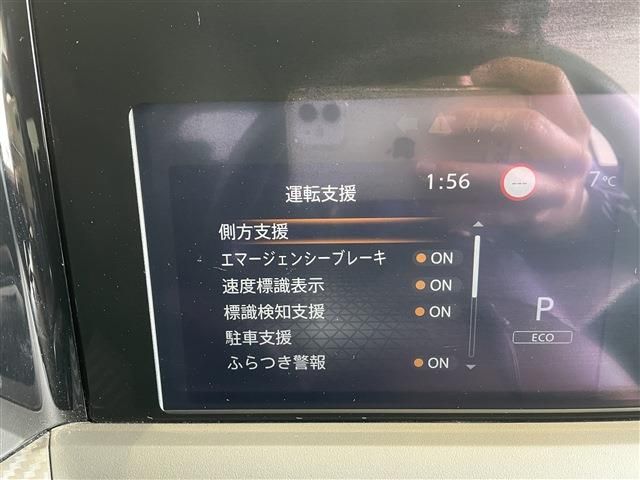 運転支援
1:56
---
7℃
側方支援
エマージェンシーブレーキ ON
速度標識表示 ON
標識検知支援 ON
駐車支援
ふらつき警報 ON
P
ECO